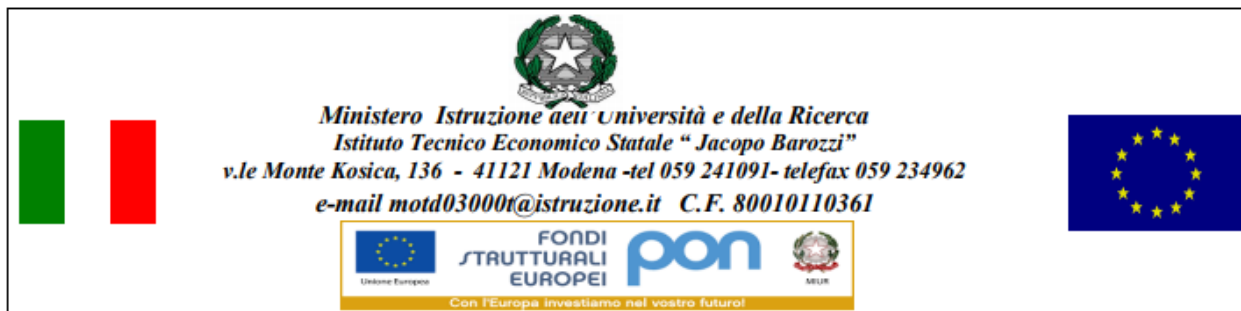 Ministero Istruzione dell'Università e della Ricerca
Istituto Tecnico Economico Statale “ Jacopo Barozzi”
v.le Monte Kosica, 136 - 41121 Modena -tel 059 241091- telefax 059 234962
e-mail motd03000t@istruzione.it C.F. 80010110361
FONDI
STRUTTURALI
EUROPEI
pon
Unione Europea
MIUR
Con l'Europa investiamo nel vostro futuro!